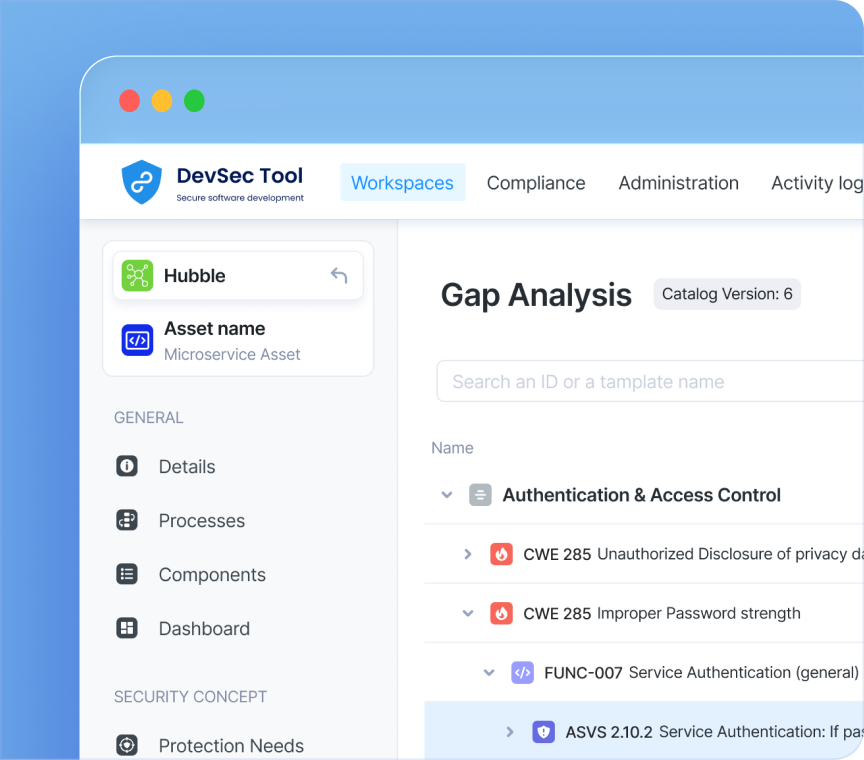 DevSec Tool
Secure software development
Workspaces
Compliance
Administration
Activity log
Hubble
Asset name
Microservice Asset
GENERAL
Details
Processes
Components
Dashboard
SECURITY CONCEPT
Protection Needs
Gap Analysis
Catalog Version: 6
Search an ID or a tamplate name
Name
Authentication & Access Control
CWE 285 Unauthorized Disclosure of privacy
CWE 285 Improper Password strength
FUNC-007 Service Authentication (general)
ASVS 2.10.2 Service Authentication: If